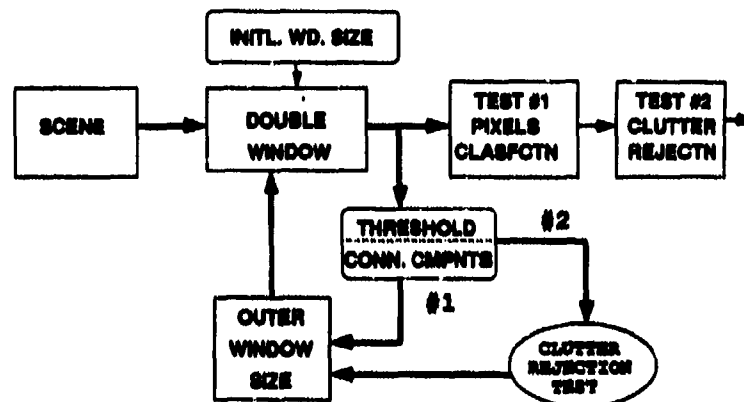 INITL. WD. SIZE
SCENE
DOUBLE
WINDOW
TEST #1
PIXELS
CLASFCTN
TEST #2
CLUTTER
REJECTN
THRESHOLD
CONN. CMPNTS
#2
#1
OUTER
WINDOW
SIZE
CLUTTER
REJECTION
TEST